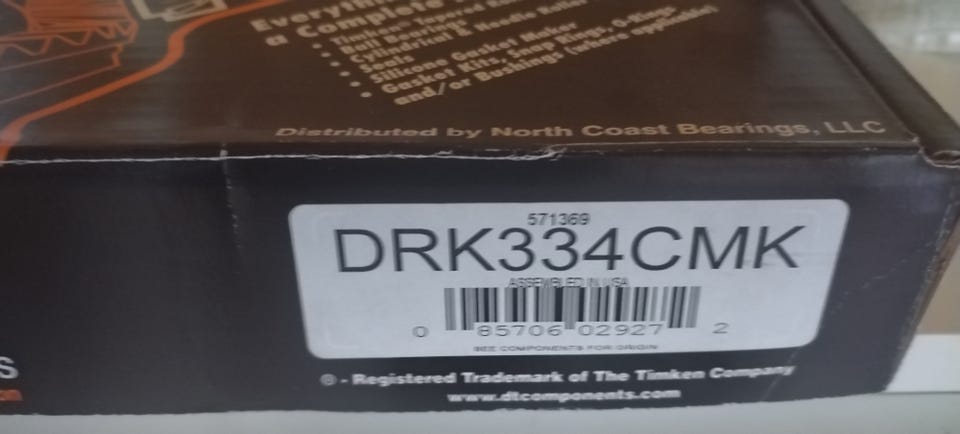 Everything
a Complete
• Timken Tapered
• Ball Bearings
• Cylindrical & Needle Roller
• Seals
• Silicone Gasket Maker
• Gasket Kits, Snap Rings, O-Rings
and/or Bushings (where applicable)
Distributed by North Coast Bearings, LLC
571369
DRK334CMK
ASSEMBLED IN USA
0 85706 02927 2
SEE COMPONENTS FOR ORIGIN
® - Registered Trademark of The Timken Company
www.dtcomponents.com
S
on